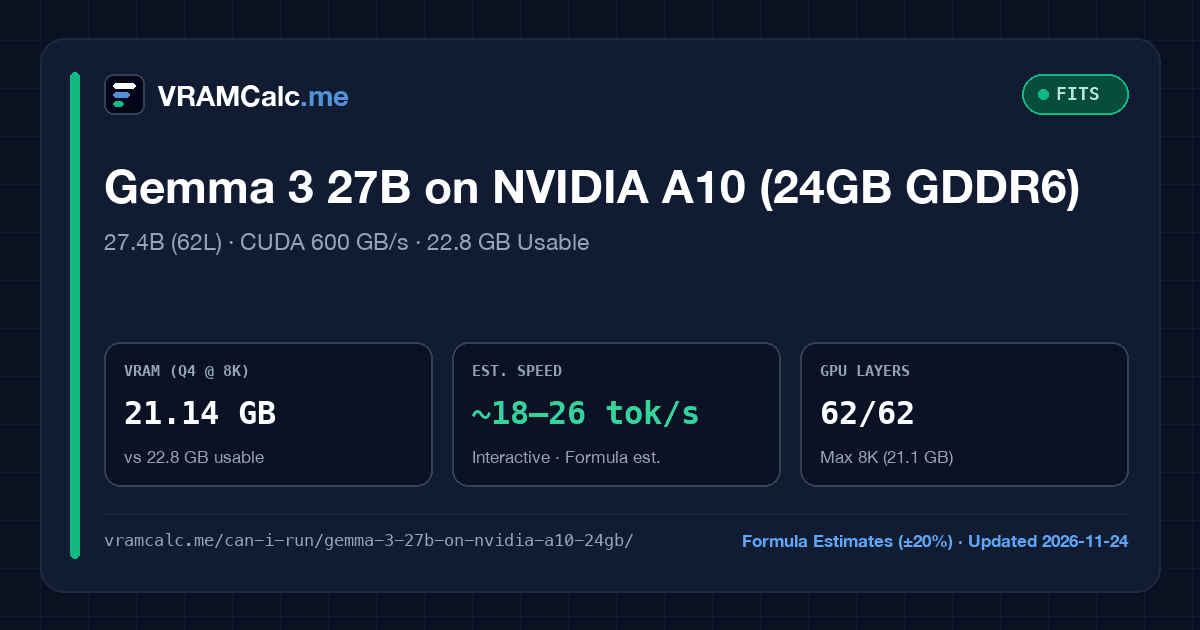 VRAMCalc.me
FITS
Gemma 3 27B on NVIDIA A10 (24GB GDDR6)
27.4B (62L) · CUDA 600 GB/s · 22.8 GB Usable
VRAM (Q4 @ 8K)
21.14 GB
vs 22.8 GB usable
EST. SPEED
~18–26 tok/s
Interactive · Formula est.
GPU LAYERS
62/62
Max 8K (21.1 GB)
vramcalc.me/can-i-run/gemma-3-27b-on-nvidia-a10-24gb/
Formula Estimates (±20%) · Updated 2026-11-24